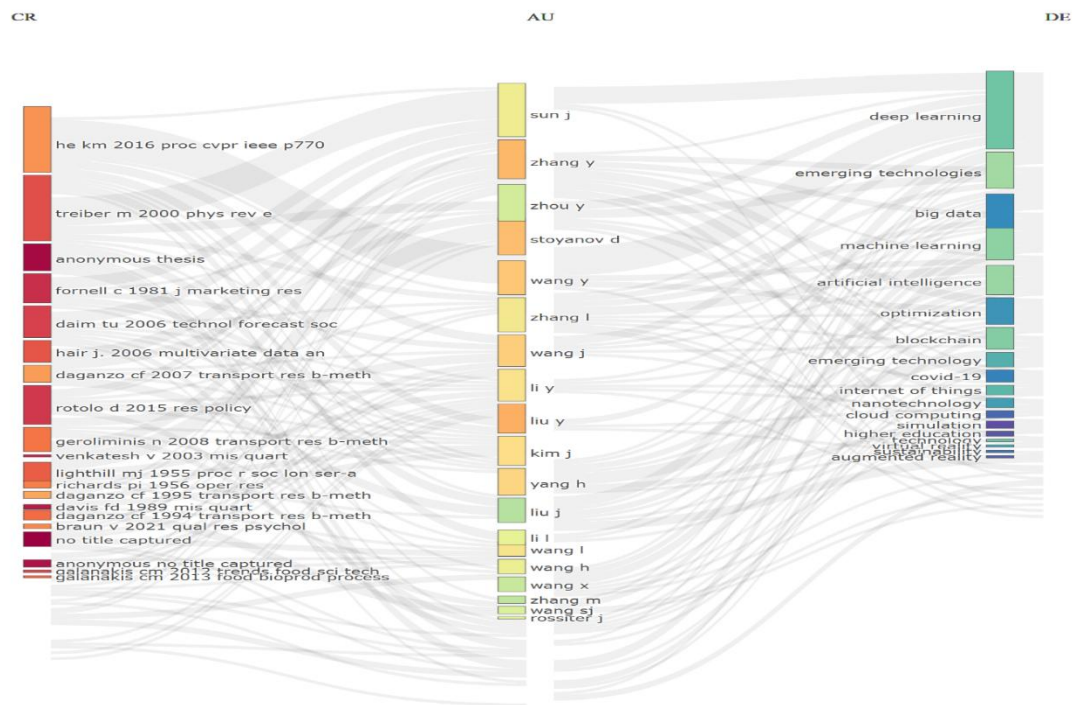 CR
AU
DE
he km 2016 proc cvpr ieee p770
treiber m 2000 phys rev e
anonymous thesis
fornell c 1981 j marketing res
daim tu 2006 technol forecast soc
hair j. 2006 multivariate data an
daganzo cf 2007 transport res b-meth
rotolo d 2015 res policy
geroliminis n 2008 transport res b-meth
venkatesh v 2003 mis quart
lighthill mj 1955 proc r soc lon ser-a
richards pi 1956 oper res
daganzo cf 1995 transport res b-meth
davis fd 1989 mis quart
daganzo cf 1994 transport res b-meth
braun v 2021 qual res psychol
no title captured
anonymous no title captured
galanakis cm 2012 trends food sci tech
galanakis cm 2013 food bioprod process
sun j
zhang y
zhou y
stoyanov d
wang y
zhang l
wang j
li y
liu y
kim j
yang h
liu j
li l
wang l
wang h
wang x
zhang m
wang sj
rossiter j
deep learning
emerging technologies
big data
machine learning
artificial intelligence
optimization
blockchain
emerging technology
covid-19
internet of things
nanotechnology
cloud computing
simulation
higher education
technology
virtual reality
sustainability
augmented reality